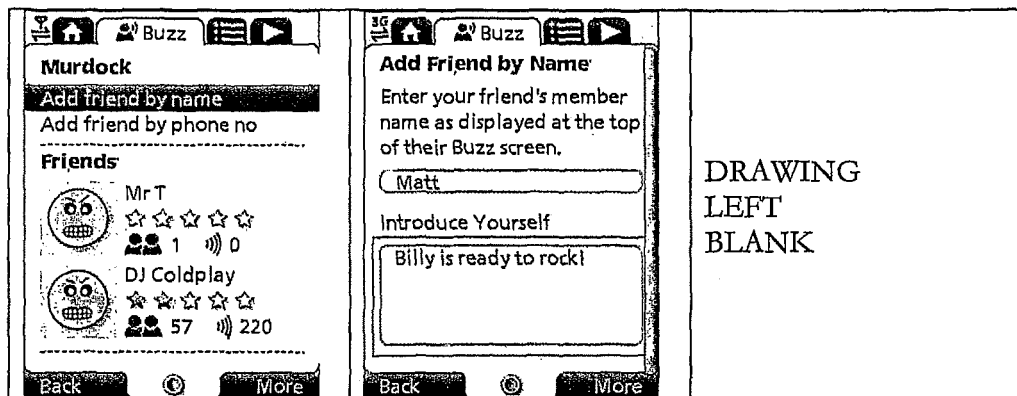 Buzz
Murdock
Add friend by name
Add friend by phone no
Friends
Mr T
1 0
DJ Coldplay
57 220
Back More
3G
Buzz
Add Friend by Name
Enter your friend's member
name as displayed at the top
of their Buzz screen.
Matt
Introduce Yourself
Billy is ready to rock!
Back More
DRAWING
LEFT
BLANK